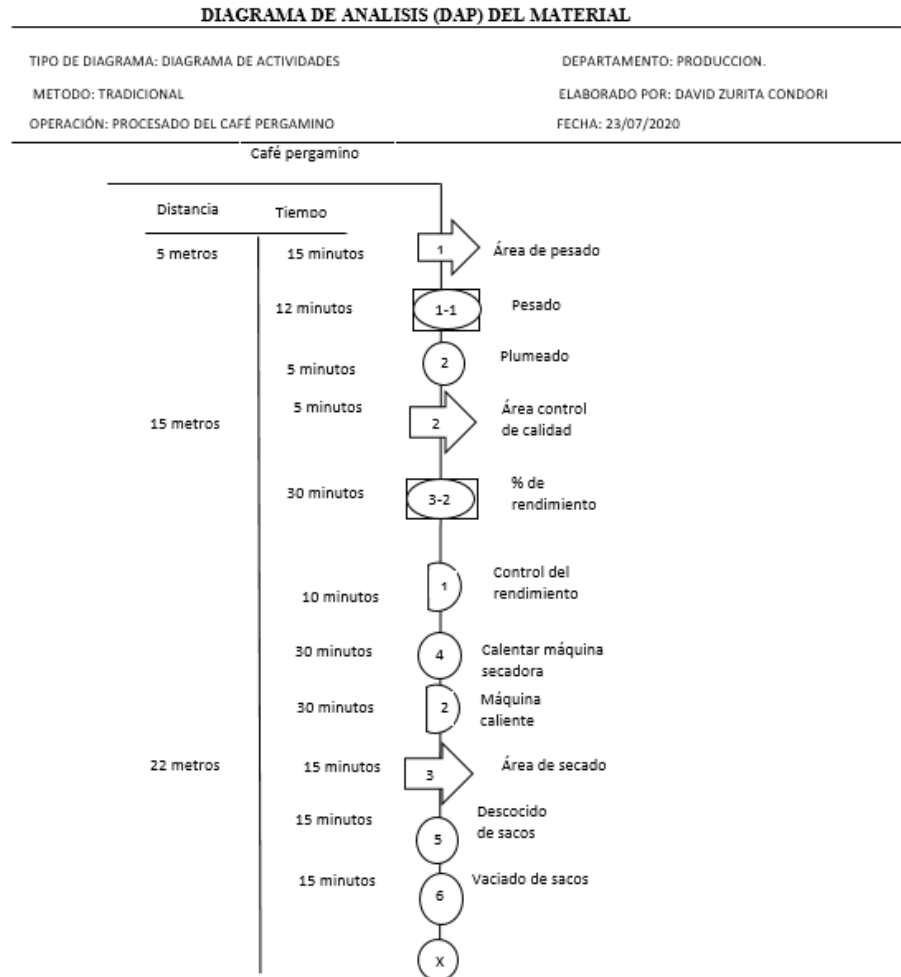 DIAGRAMA DE ANALISIS (DAP) DEL MATERIAL
TIPO DE DIAGRAMA: DIAGRAMA DE ACTIVIDADES
DEPARTAMENTO: PRODUCCION.
METODO: TRADICIONAL
ELABORADO POR: DAVID ZURITA CONDORI
OPERACIÓN: PROCESADO DEL CAFÉ PERGAMINO
FECHA: 23/07/2020
Café pergamino
Distancia
Tiempo
5 metros
15 minutos
1
Área de pesado
12 minutos
1-1
Pesado
5 minutos
2
Plumeado
15 metros
5 minutos
2
Área control
de calidad
30 minutos
3-2
% de
rendimiento
10 minutos
1
Control del
rendimiento
30 minutos
4
Calentar máquina
secadora
30 minutos
2
Máquina
caliente
22 metros
15 minutos
3
Área de secado
15 minutos
5
Descocido
de sacos
15 minutos
6
Vaciado de sacos
X